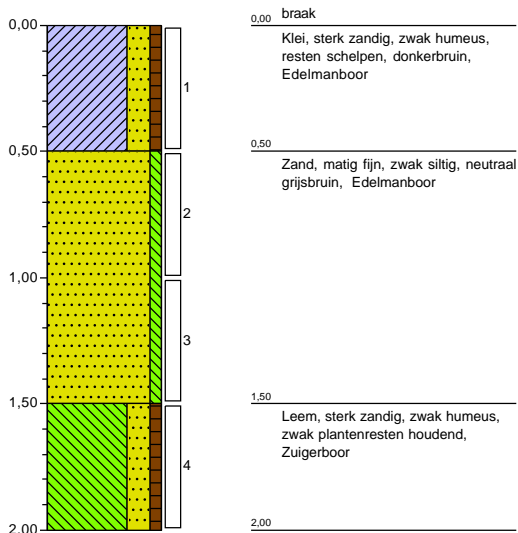 braak
0,00
0,00
Klei, sterk zandig, zwak humeus,
resten schelpen, donkerbruin,
Edelmanboor
1
0,50
0,50
Zand, matig fijn, zwak siltig, neutraal
grijsbruin, Edelmanboor
2
1,00
3
1,50
1,50
Leem, sterk zandig, zwak humeus,
zwak plantenresten houdend,
Zuigerboor
4
2,00
2,00